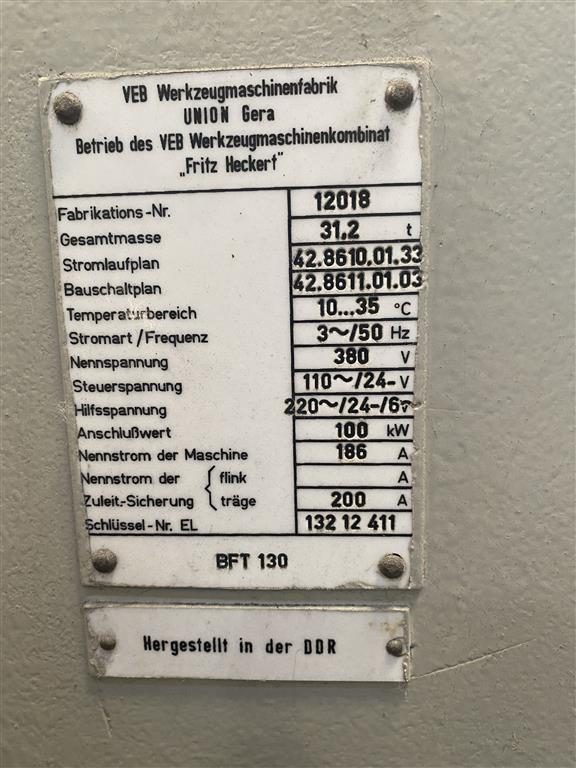 VEB Werkzeugmaschinenfabrik
UNION Gera
Betrieb des VEB Werkzeugmaschinenkombinat
„Fritz Heckert"
Fabrikations-Nr. 12018
Gesamtmasse 31,2 t
Stromlaufplan 42.8610.01.33
Bauschaltplan 42.8611.01.03
Temperaturbereich 10...35 °C
Stromart/Frequenz 3~/50 Hz
Nennspannung 380 V
Steuerspannung 110~/24- V
Hilfsspannung 220~/24-/6V
Anschlußwert 100 kW
Nennstrom der Maschine 186 A
Nennstrom der { flink A
Zuleit.-Sicherung { träge 200 A
Schlüssel-Nr. EL 132 12 411
BFT 130
Hergestellt in der DDR